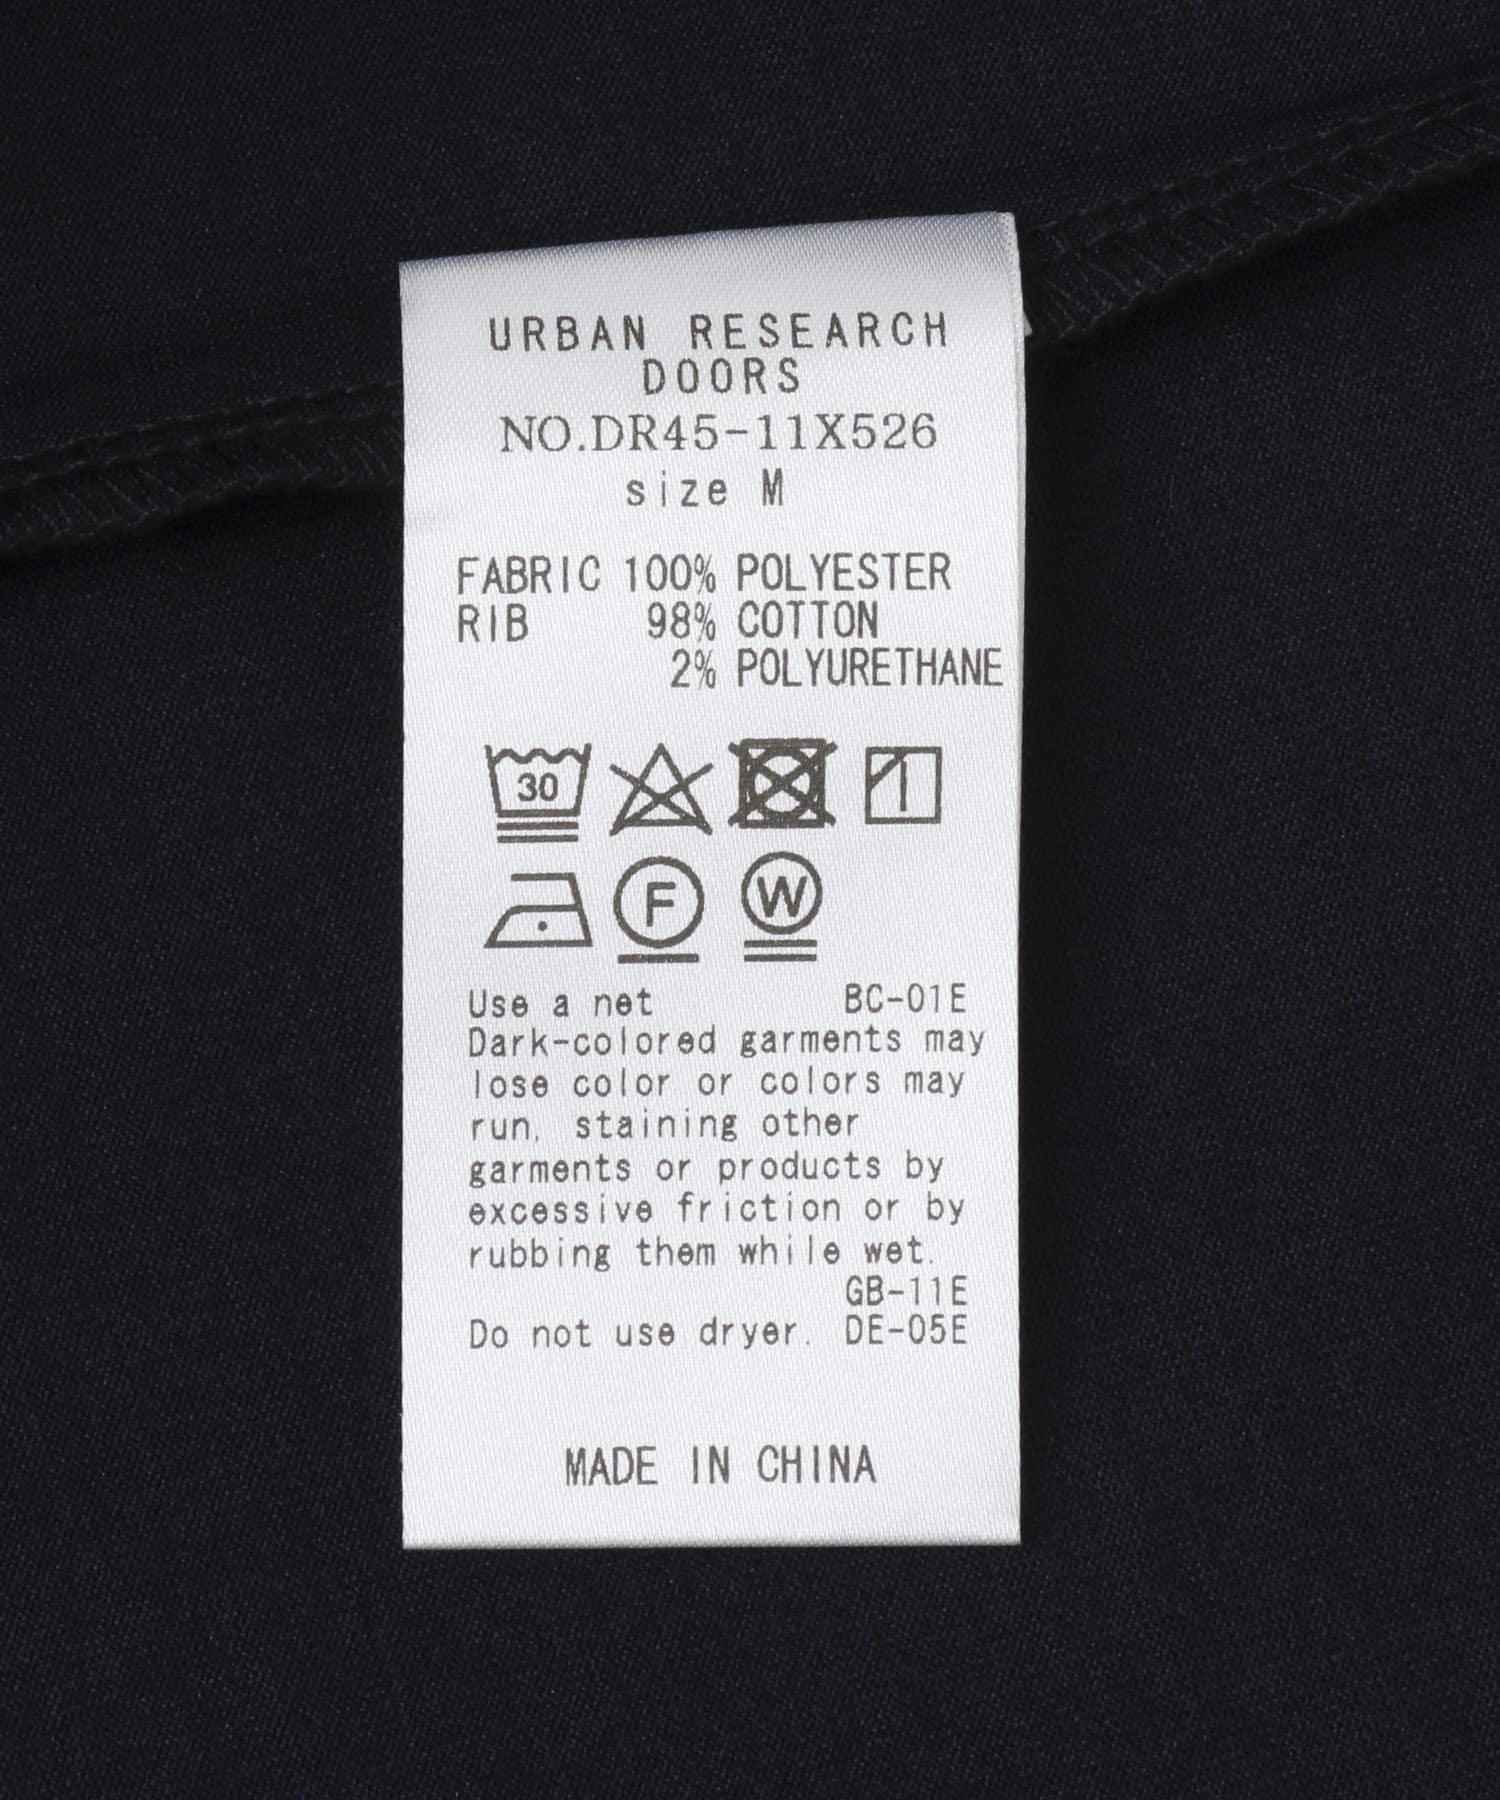 URBAN RESEARCH
DOORS
NO.DR45-11X526
size M
FABRIC 100% POLYESTER
RIB 98% COTTON
2% POLYURETHANE
30
F W
Use a net BC-01E
Dark-colored garments may
lose color or colors may
run, staining other
garments or products by
excessive friction or by
rubbing them while wet.
GB-11E
Do not use dryer. DE-05E
MADE IN CHINA